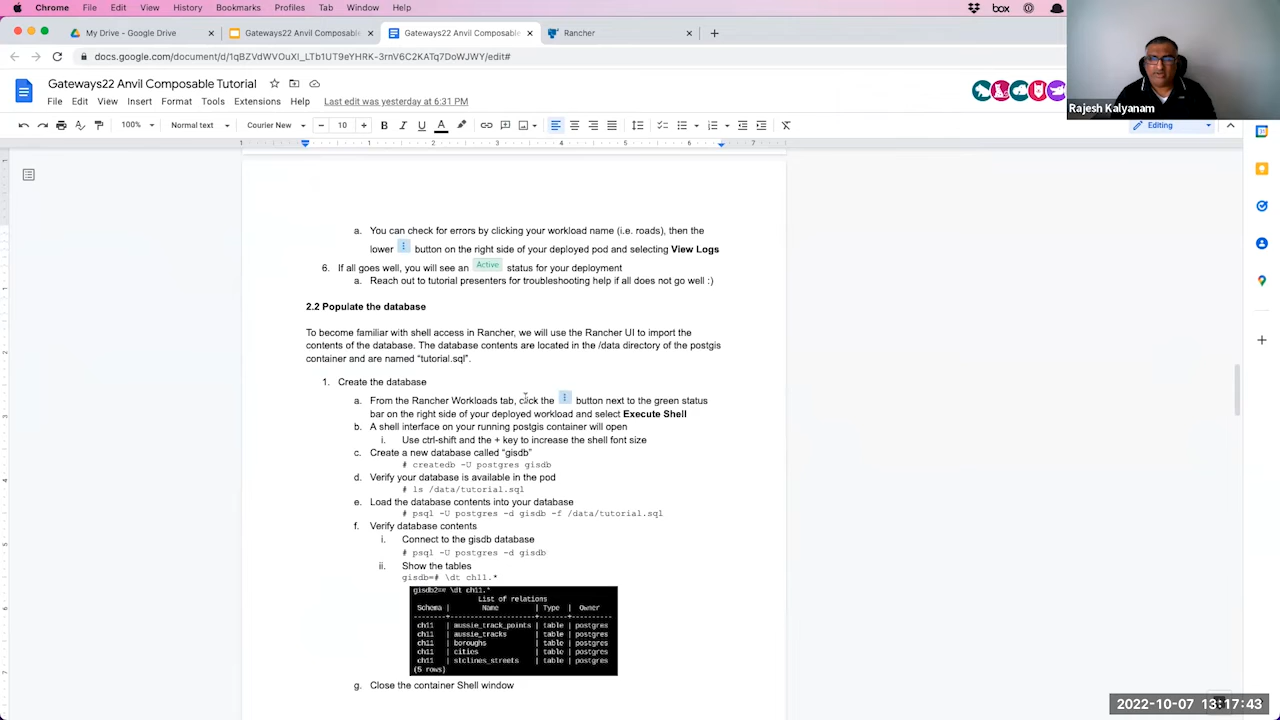 Chrome File Edit View History Bookmarks Profiles Tab Window Help
box
My Drive - Google Drive
Gateways22 Anvil Composable
Gateways22 Anvil Composable
Rancher
docs.google.com/document/d/1qBZVdWVOuXl_LTb1UT9eYHRK-3rnV6C2KATq7DoWJWY/edit#
Rajesh Kalyanam
Gateways22 Anvil Composable Tutorial
File Edit View Insert Format Tools Extensions Help Last edit was yesterday at 6:31 PM
100% Normal text Courier New 10 Editing
a. You can check for errors by clicking your workload name (i.e. roads), then the
lower button on the right side of your deployed pod and selecting View Logs
6. If all goes well, you will see an Active status for your deployment
a. Reach out to tutorial presenters for troubleshooting help if all does not go well :)
2.2 Populate the database
To become familiar with shell access in Rancher, we will use the Rancher UI to import the
contents of the database. The database contents are located in the /data directory of the postgis
container and are named “tutorial.sql”.
1. Create the database
a. From the Rancher Workloads tab, click the button next to the green status
bar on the right side of your deployed workload and select Execute Shell
b. A shell interface on your running postgis container will open
i. Use ctrl-shift and the + key to increase the shell font size
c. Create a new database called “gisdb”
# createdb -U postgres gisdb
d. Verify your database is available in the pod
# ls /data/tutorial.sql
e. Load the database contents into your database
# psql -U postgres -d gisdb -f /data/tutorial.sql
f. Verify database contents
i. Connect to the gisdb database
# psql -U postgres -d gisdb
ii. Show the tables
gisdb=# \dt ch11.*
gisdb2=# \dt ch11.*
List of relations
Schema | Name | Type | Owner
ch11 | aussie_track_points | table | postgres
ch11 | aussie_tracks | table | postgres
ch11 | boroughs | table | postgres
ch11 | cities | table | postgres
ch11 | stclines_streets | table | postgres
(5 rows)
g. Close the container Shell window
2022-10-07 13:17:43